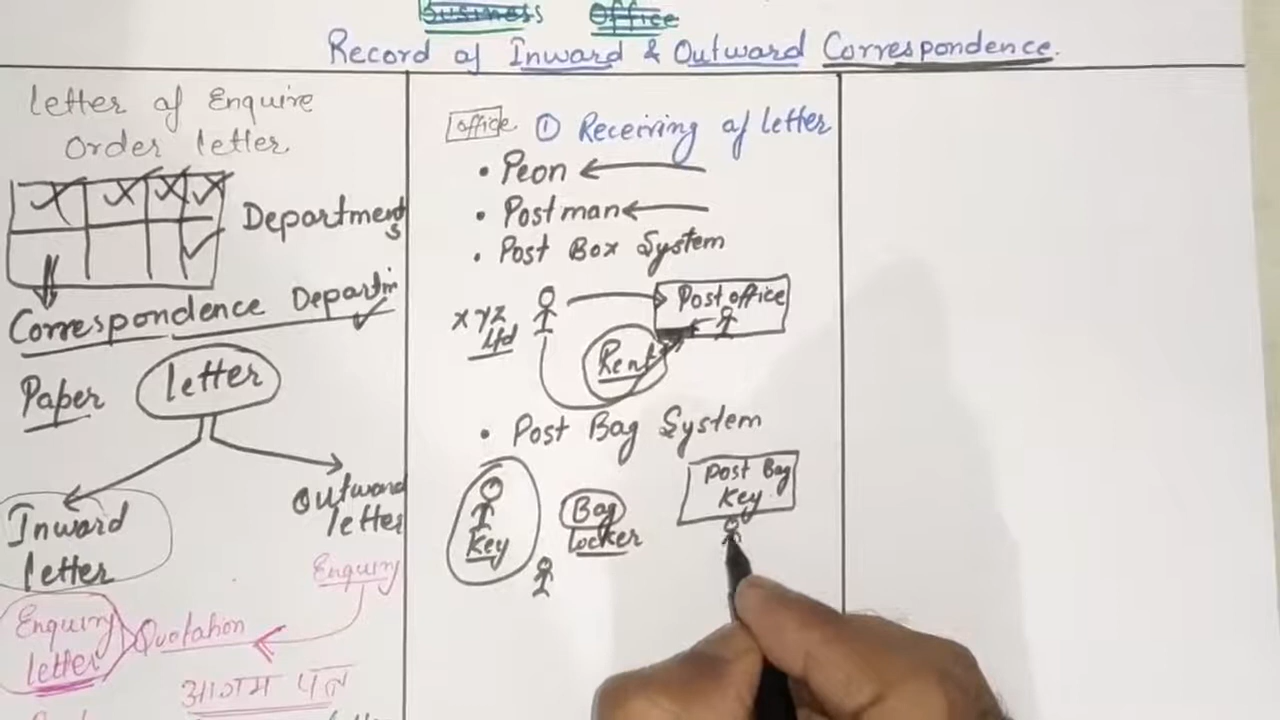 Business Office
Record of Inward & Outward Correspondence.
Letter of Enquire
Order letter
Departments
Correspondence Departm
Paper
letter
Inward
letter
Outward
letter
Enquiry
Enquiry
letter
Quotation
आगम पत्र
office
① Receiving of letter
• Peon
• Postman
• Post Box System
XYZ
Ltd
Post office
Rent
• Post Bag System
Key
Bag
Locker
Post Bag
Key